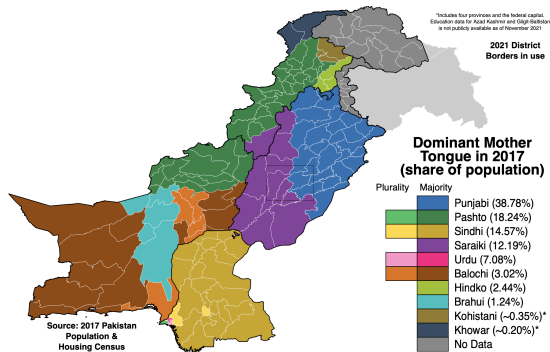 *Includes four provinces and the federal capital.
Education data for Azad Kashmir and Gilgit-Baltistan
is not publicly available as of November 2021
2021 District
Borders in use
Dominant Mother
Tongue in 2017
(share of population)
Plurality Majority
Punjabi (38.78%)
Pashto (18.24%)
Sindhi (14.57%)
Saraiki (12.19%)
Urdu (7.08%)
Balochi (3.02%)
Hindko (2.44%)
Brahui (1.24%)
Kohistani (~0.35%)*
Khowar (~0.20%)*
No Data
Source: 2017 Pakistan
Population &
Housing Census